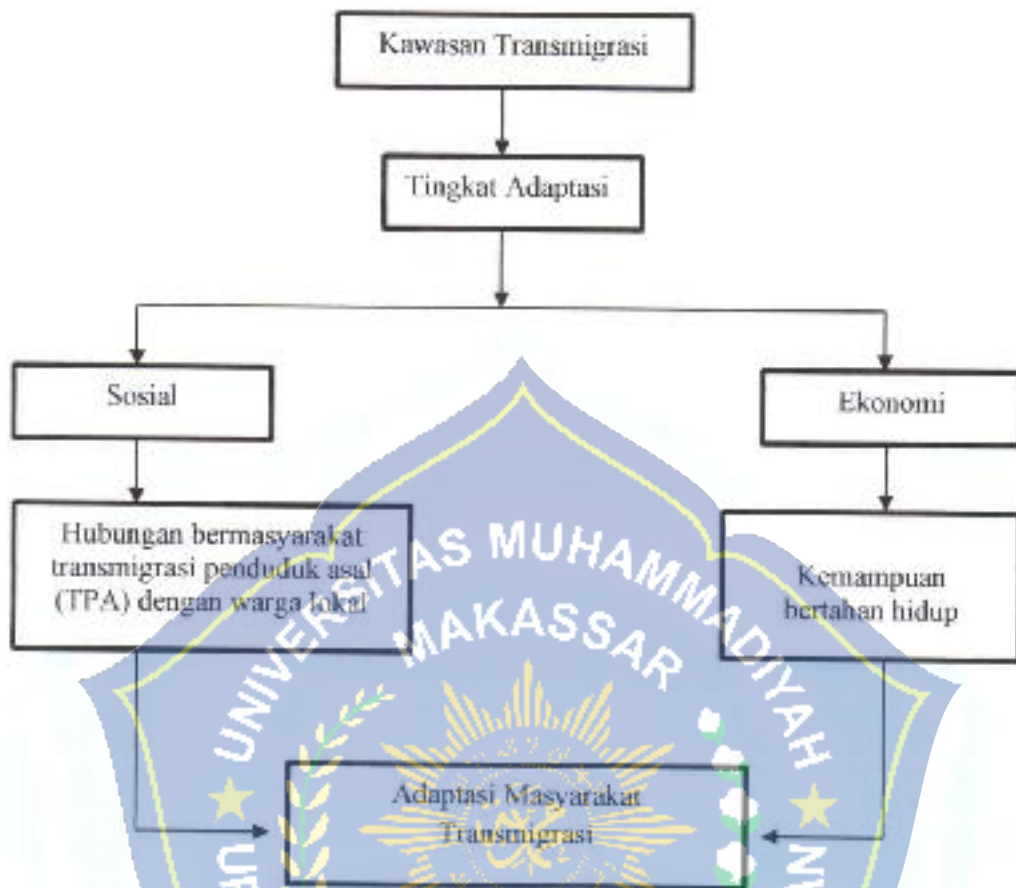 Kawasan Transmigrasi
Tingkat Adaptasi
Sosial
Ekonomi
Hubungan bermasyarakat
transmigrasi penduduk asal
(TPA) dengan warga lokal
Kemampuan
bertahan hidup
UNIVERSITAS MUHAMMADIYAH
MAKASSAR
Adaptasi Masyarakat
Transmigrasi